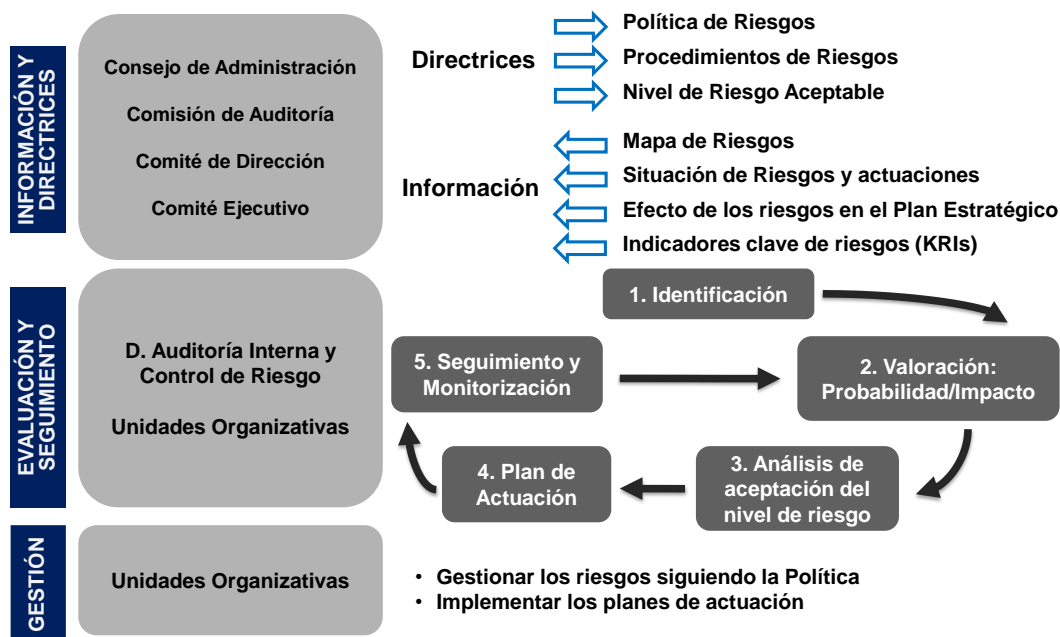 INFORMACIÓN Y
DIRECTRICES
Consejo de Administración
Comisión de Auditoría
Comité de Dirección
Comité Ejecutivo
Directrices
Política de Riesgos
Procedimientos de Riesgos
Nivel de Riesgo Aceptable
Información
Mapa de Riesgos
Situación de Riesgos y actuaciones
Efecto de los riesgos en el Plan Estratégico
Indicadores clave de riesgos (KRIs)
EVALUACIÓN Y
SEGUIMIENTO
D. Auditoría Interna y
Control de Riesgo
Unidades Organizativas
1. Identificación
2. Valoración:
Probabilidad/Impacto
3. Análisis de
aceptación del
nivel de riesgo
4. Plan de
Actuación
5. Seguimiento y
Monitorización
GESTIÓN
Unidades Organizativas
• Gestionar los riesgos siguiendo la Política
• Implementar los planes de actuación